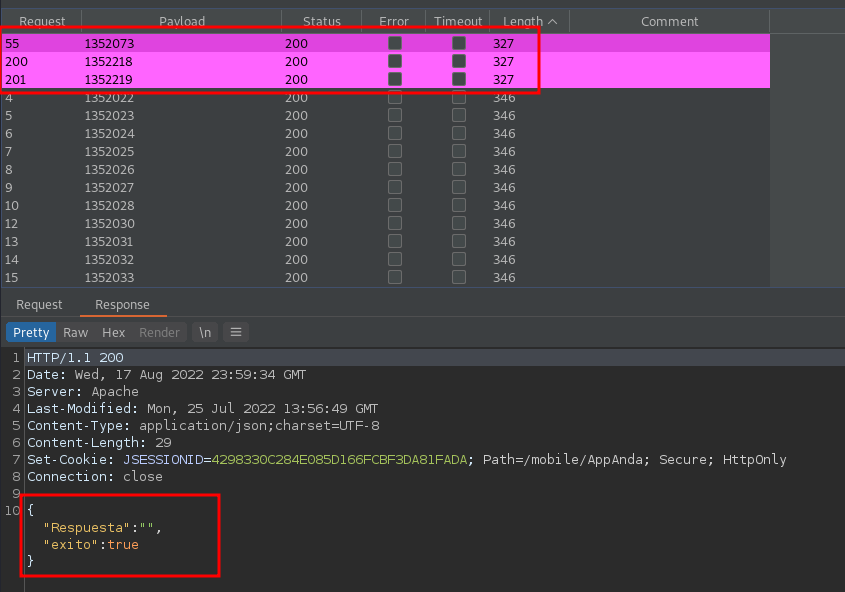 Request Payload Status Error Timeout Length Comment
55 1352073 200 327
200 1352218 200 327
201 1352219 200 327
4 1352022 200 346
5 1352023 200 346
6 1352024 200 346
7 1352025 200 346
8 1352026 200 346
9 1352027 200 346
10 1352028 200 346
12 1352030 200 346
13 1352031 200 346
14 1352032 200 346
15 1352033 200 346
Request Response
Pretty Raw Hex Render \n
1 HTTP/1.1 200
2 Date: Wed, 17 Aug 2022 23:59:34 GMT
3 Server: Apache
4 Last-Modified: Mon, 25 Jul 2022 13:56:49 GMT
5 Content-Type: application/json;charset=UTF-8
6 Content-Length: 29
7 Set-Cookie: JSESSIONID=4298330C284E085D166FCBF3DA81FADA; Path=/mobile/AppAnda; Secure; HttpOnly
8 Connection: close
9
10 {
"Respuesta":"",
"exito":true
}